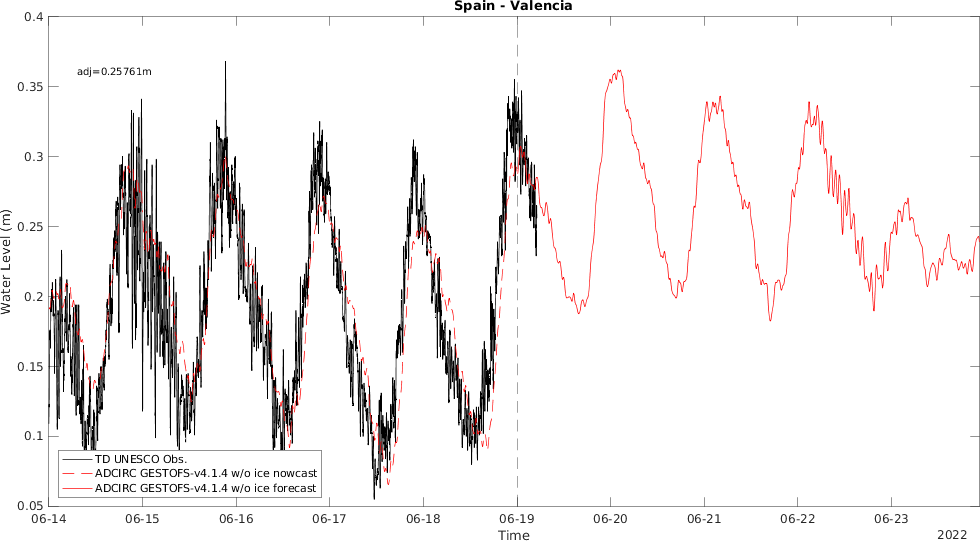 Spain - Valencia
0.4
0.35
0.3
0.25
0.2
0.15
0.1
0.05
Water Level (m)
adj=0.25761m
TD UNESCO Obs.
ADCIRC GESTOFS-v4.1.4 w/o ice nowcast
ADCIRC GESTOFS-v4.1.4 w/o ice forecast
06-14 06-15 06-16 06-17 06-18 06-19 06-20 06-21 06-22 06-23
Time
2022